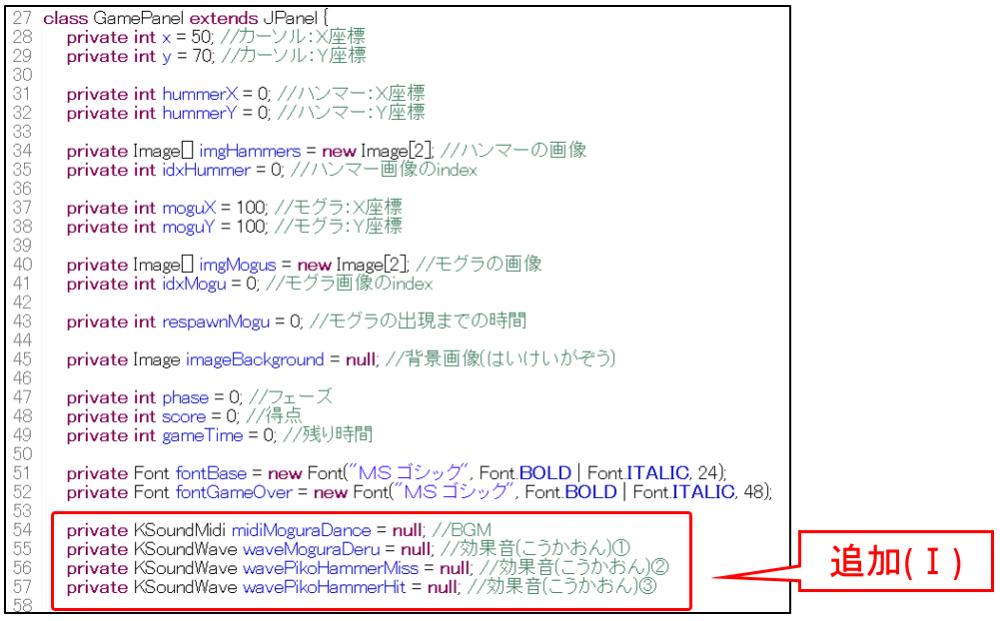 27 class GamePanel extends JPanel {
28 private int x = 50; //カーソル：X座標
29 private int y = 70; //カーソル：Y座標
30
31 private int hummerX = 0; //ハンマー：X座標
32 private int hummerY = 0; //ハンマー：Y座標
33
34 private Image[] imgHammers = new Image[2]; //ハンマーの画像
35 private int idxHummer = 0; //ハンマー画像のindex
36
37 private int moguX = 100; //モグラ：X座標
38 private int moguY = 100; //モグラ：Y座標
39
40 private Image[] imgMogus = new Image[2]; //モグラの画像
41 private int idxMogu = 0; //モグラ画像のindex
42
43 private int respawnMogu = 0; //モグラの出現までの時間
44
45 private Image imageBackground = null; //背景画像(はいけいがぞう)
46
47 private int phase = 0; //フェーズ
48 private int score = 0; //得点
49 private int gameTime = 0; //残り時間
50
51 private Font fontBase = new Font("ＭＳ ゴシック", Font.BOLD | Font.ITALIC, 24);
52 private Font fontGameOver = new Font("ＭＳ ゴシック", Font.BOLD | Font.ITALIC, 48);
53
54 private KSoundMidi midiMoguraDance = null; //BGM
55 private KSoundWave waveMoguraDeru = null; //効果音(こうかおん)①
56 private KSoundWave wavePikoHammerMiss = null; //効果音(こうかおん)②
57 private KSoundWave wavePikoHammerHit = null; //効果音(こうかおん)③
58
追加(Ｉ)